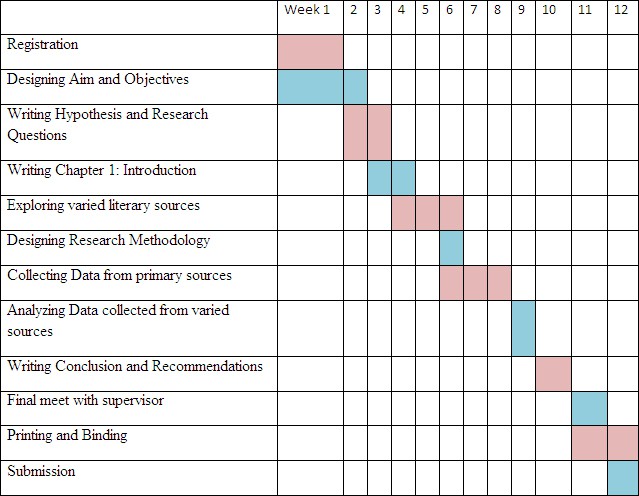 Week 1 2 3 4 5 6 7 8 9 10 11 12
Registration
Designing Aim and Objectives
Writing Hypothesis and Research
Questions
Writing Chapter 1: Introduction
Exploring varied literary sources
Designing Research Methodology
Collecting Data from primary sources
Analyzing Data collected from varied
sources
Writing Conclusion and Recommendations
Final meet with supervisor
Printing and Binding
Submission